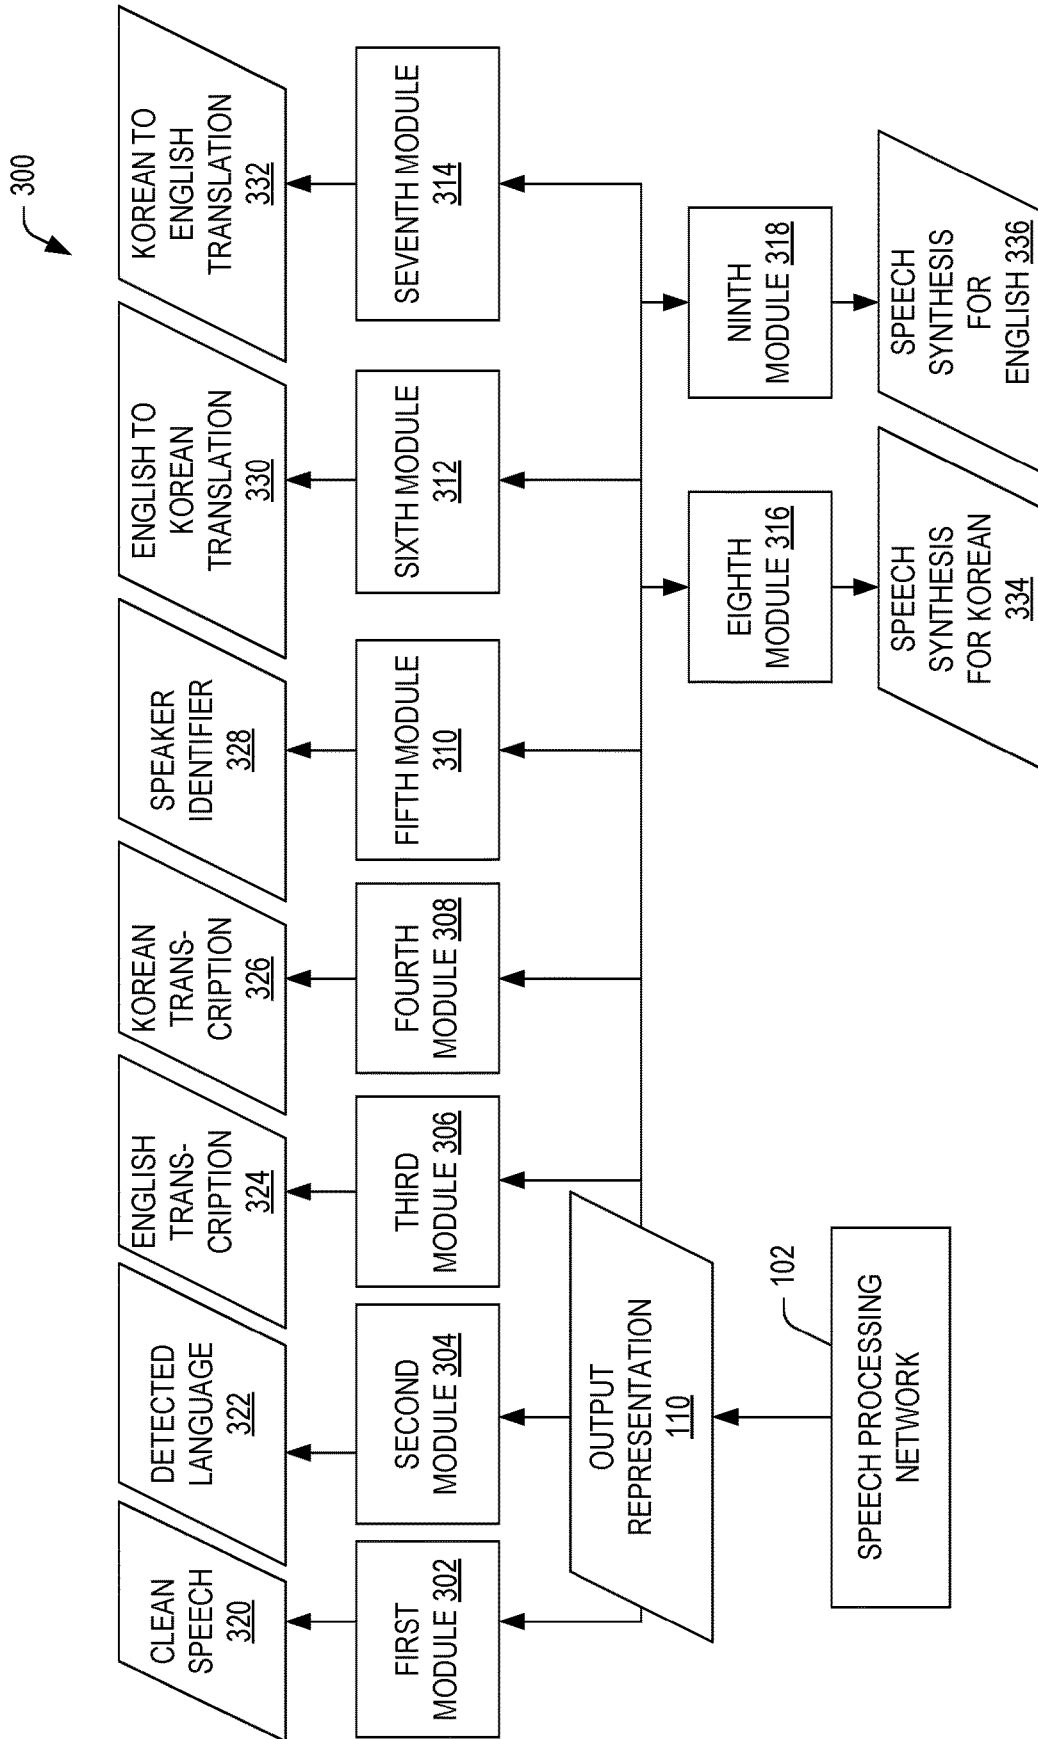 300
CLEAN
SPEECH
320
DETECTED
LANGUAGE
322
ENGLISH
TRANS-
CRIPTION
324
KOREAN
TRANS-
CRIPTION
326
SPEAKER
IDENTIFIER
328
ENGLISH TO
KOREAN
TRANSLATION
330
KOREAN TO
ENGLISH
TRANSLATION
332
FIRST
MODULE 302
SECOND
MODULE 304
THIRD
MODULE 306
FOURTH
MODULE 308
FIFTH MODULE
310
SIXTH MODULE
312
SEVENTH MODULE
314
OUTPUT
REPRESENTATION
110
EIGHTH
MODULE 316
NINTH
MODULE 318
102
SPEECH PROCESSING
NETWORK
SPEECH
SYNTHESIS
FOR KOREAN
334
SPEECH
SYNTHESIS
FOR
ENGLISH 336